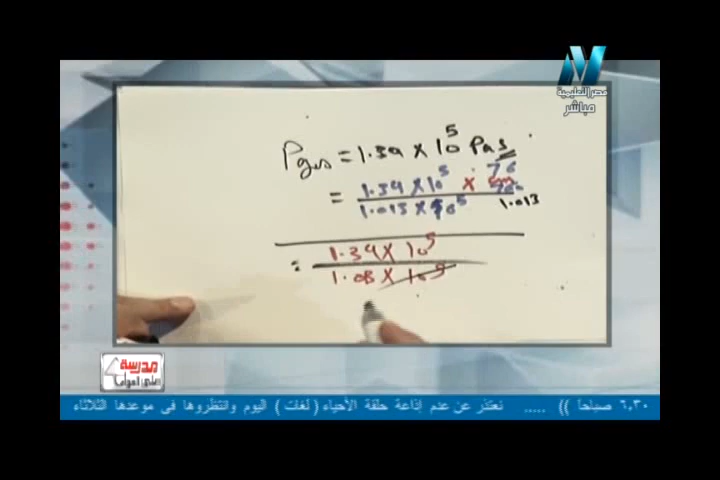 مصر التعليمية
مباشر
Pgas = 1.39 × 10^5 Pas
76
= 1.39 × 10^5 ×
1.013 × 10^5
1.013
= 1.39 × 10^5
1.013 × 10^5
مدرسة
على الهواء
٦.٣٠ صباحاً (( ..... نعتذر عن عدم إذاعة حلقة الأحياء ( لغات ) اليوم وانتظروها فى موعدها الثلاثاء